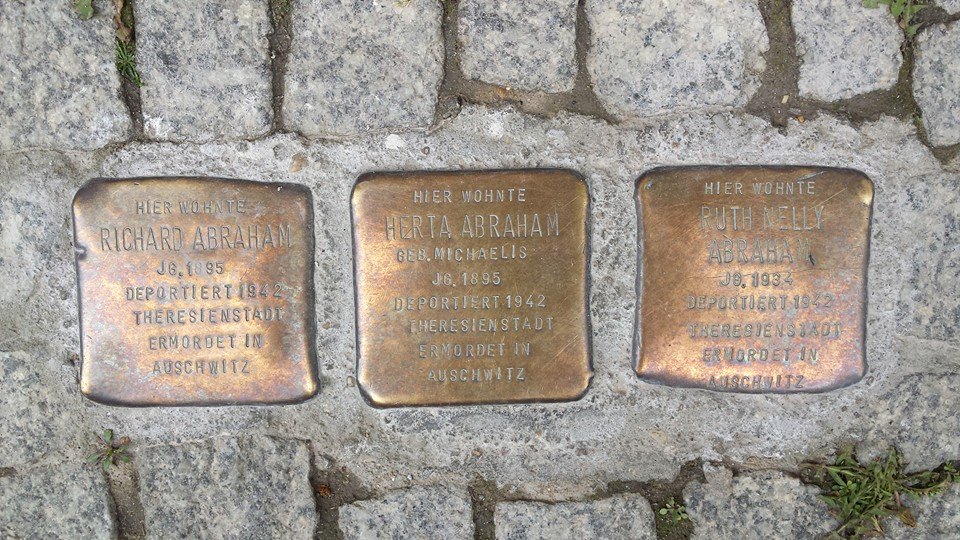 HIER WOHNTE
RICHARD ABRAHAM
JG. 1895
DEPORTIERT 1942
THERESIENSTADT
ERMORDET IN
AUSCHWITZ
HIER WOHNTE
HERTA ABRAHAM
GEB. MICHAELIS
JG. 1895
DEPORTIERT 1942
THERESIENSTADT
ERMORDET IN
AUSCHWITZ
HIER WOHNTE
RUTH NELLY
ABRAHAM
JG. 1934
DEPORTIERT 1942
THERESIENSTADT
ERMORDET IN
AUSCHWITZ